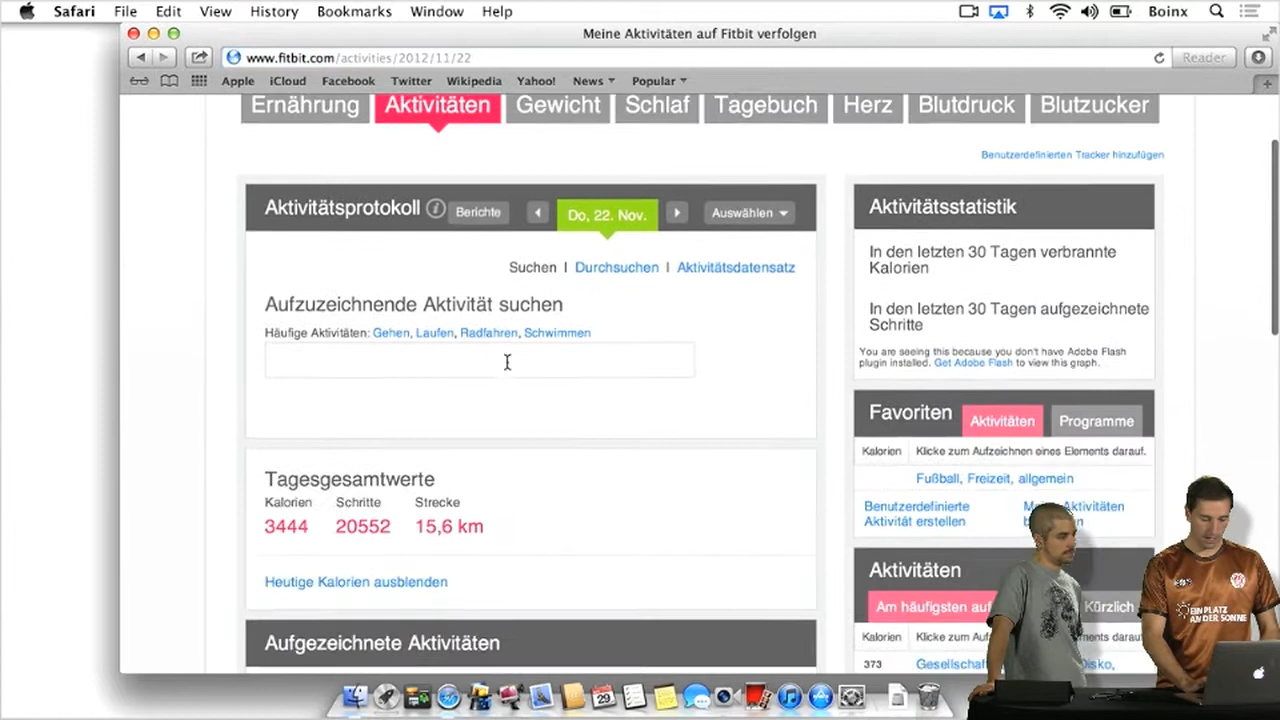 Safari File Edit View History Bookmarks Window Help Boinx
Meine Aktivitäten auf Fitbit verfolgen
www.fitbit.com/activities/2012/11/22 Reader
Apple iCloud Facebook Twitter Wikipedia Yahoo! News Popular
Ernährung Aktivitäten Gewicht Schlaf Tagebuch Herz Blutdruck Blutzucker
Benutzerdefinierten Tracker hinzufügen
Aktivitätsprotokoll i Berichte Do, 22. Nov. Auswählen
Suchen | Durchsuchen | Aktivitätsdatensatz
Aufzuzeichnende Aktivität suchen
Häufige Aktivitäten: Gehen, Laufen, Radfahren, Schwimmen
Tagesgesamtwerte
Kalorien Schritte Strecke
3444 20552 15,6 km
Heutige Kalorien ausblenden
Aufgezeichnete Aktivitäten
Aktivitätsstatistik
In den letzten 30 Tagen verbrannte
Kalorien
In den letzten 30 Tagen aufgezeichnete
Schritte
You are seeing this because you don't have Adobe Flash
plugin installed. Get Adobe Flash to view this graph.
Favoriten Aktivitäten Programme
Kalorien Klicke zum Aufzeichnen eines Elements darauf.
Fußball, Freizeit, allgemein
Benutzerdefinierte
Aktivität erstellen
Aktivitäten
Aktivitäten
Am häufigsten Kürzlich
Kalorien Klicke zum darauf.
373 Disko,
EIN PLATZ
AN DER SONNE
29